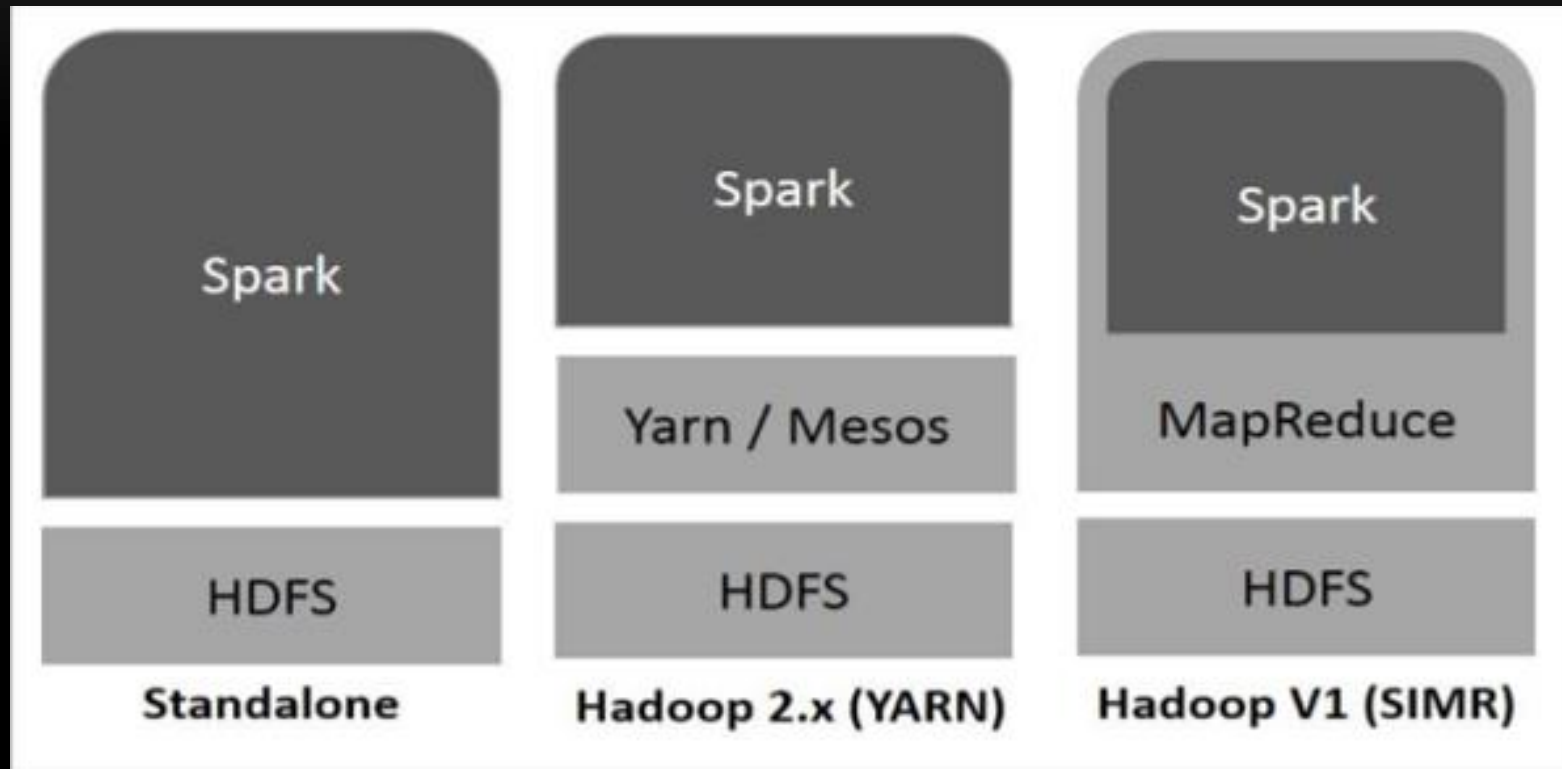 Spark
HDFS
Standalone
Spark
Yarn / Mesos
HDFS
Hadoop 2.x (YARN)
Spark
MapReduce
HDFS
Hadoop V1 (SIMR)